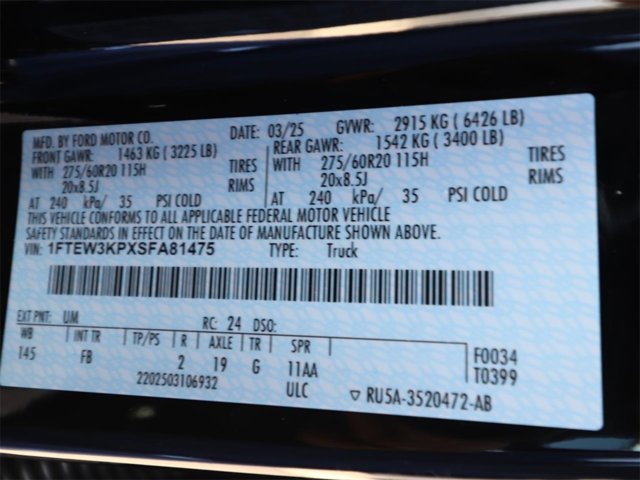 MFD. BY FORD MOTOR CO. DATE: 03/25 GVWR: 2915 KG ( 6426 LB)
FRONT GAWR: 1463 KG ( 3225 LB) REAR GAWR: 1542 KG ( 3400 LB)
WITH 275/60R20 115H TIRES WITH 275/60R20 115H TIRES
20x8.5J RIMS 20x8.5J RIMS
AT 240 kPa/ 35 PSI COLD AT 240 kPa/ 35 PSI COLD
THIS VEHICLE CONFORMS TO ALL APPLICABLE FEDERAL MOTOR VEHICLE
SAFETY STANDARDS IN EFFECT ON THE DATE OF MANUFACTURE SHOWN ABOVE.
VIN: 1FTEW3KPXSFA81475 TYPE: Truck
EXT PNT: UM RC: 24 DSO:
WB INT TR TP/PS R AXLE TR SPR
145 FB 2 19 G 11AA F0034
2202503106932 ULC T0399
RU5A-3520472-AB